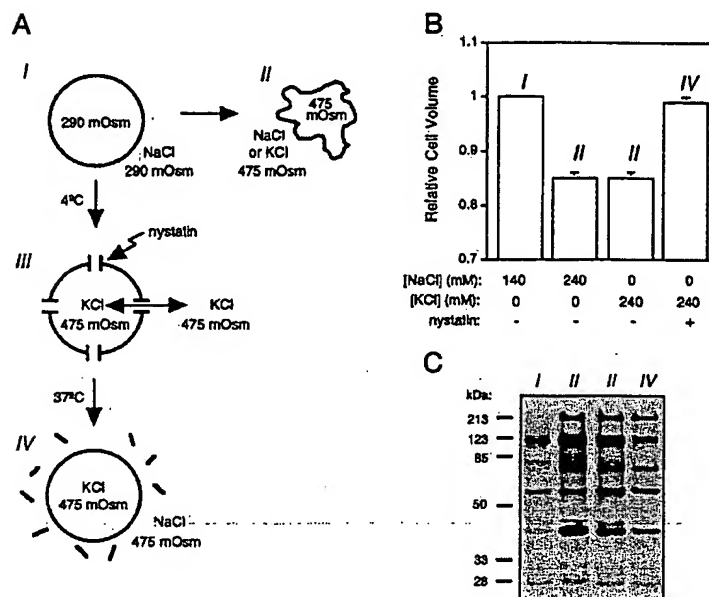 A
I
290 mOsm
NaCl
290 mOsm
II
475
mOsm
NaCl
or KCl
475 mOsm
4°C
nystatin
III
KCl
475 mOsm
KCl
475 mOsm
37°C
IV
KCl
475 mOsm
NaCl
475 mOsm
B
Relative Cell Volume
1.1
1
0.9
0.8
0.7
I
II
II
IV
[NaCl] (mM): 140 240 0 0
[KCl] (mM): 0 0 240 240
nystatin: - - - +
C
I II II IV
kDa:
213
123
85
50
33
28